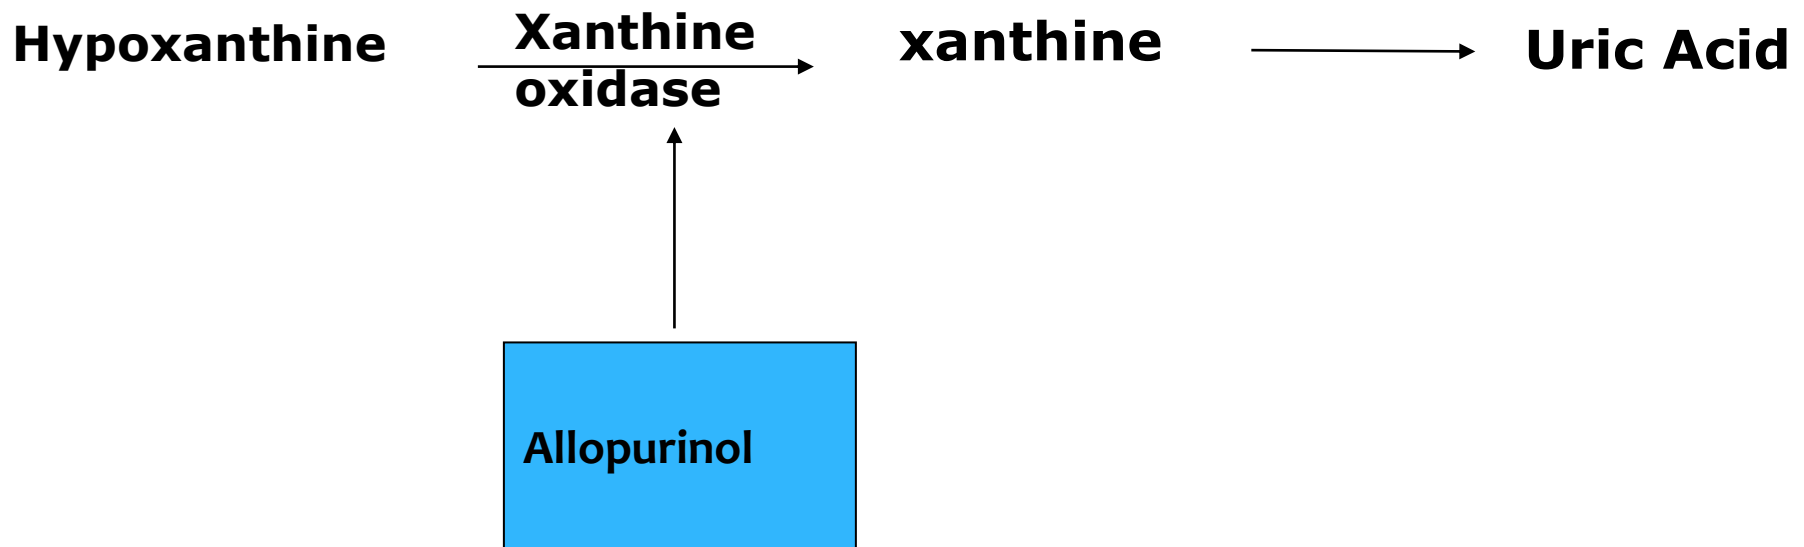 Hypoxanthine
Xanthine
oxidase
xanthine
Uric Acid
Allopurinol